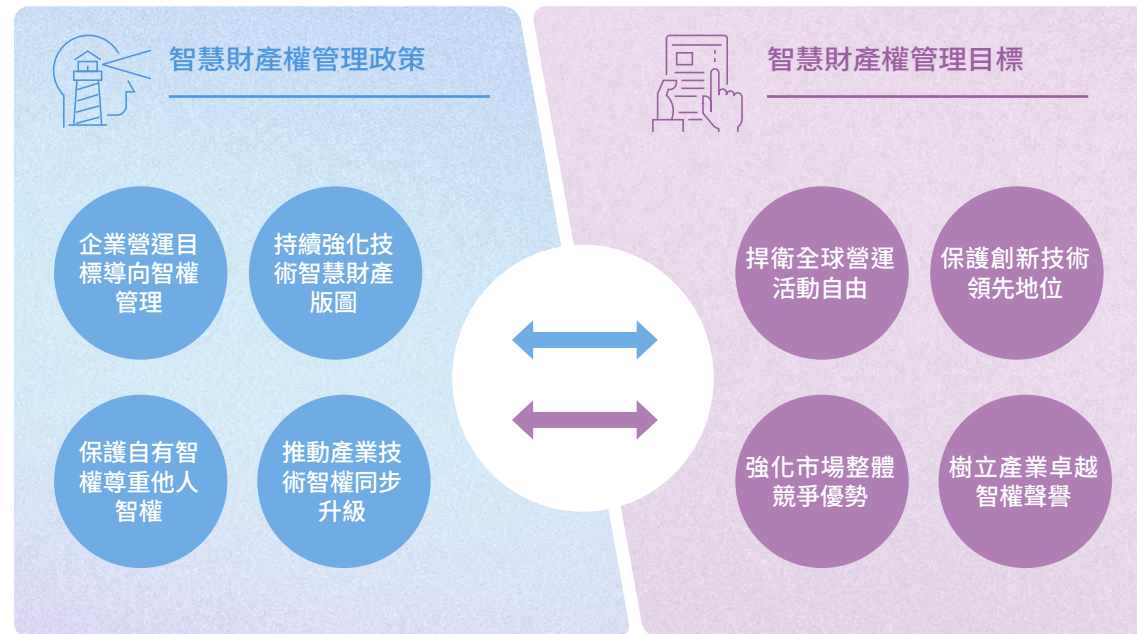 智慧財產權管理政策
企業營運目
標導向智權
管理
持續強化技
術智慧財產
版圖
保護自有智
權尊重他人
智權
推動產業技
術智權同步
升級
智慧財產權管理目標
捍衛全球營運
活動自由
保護創新技術
領先地位
強化市場整體
競爭優勢
樹立產業卓越
智權聲譽